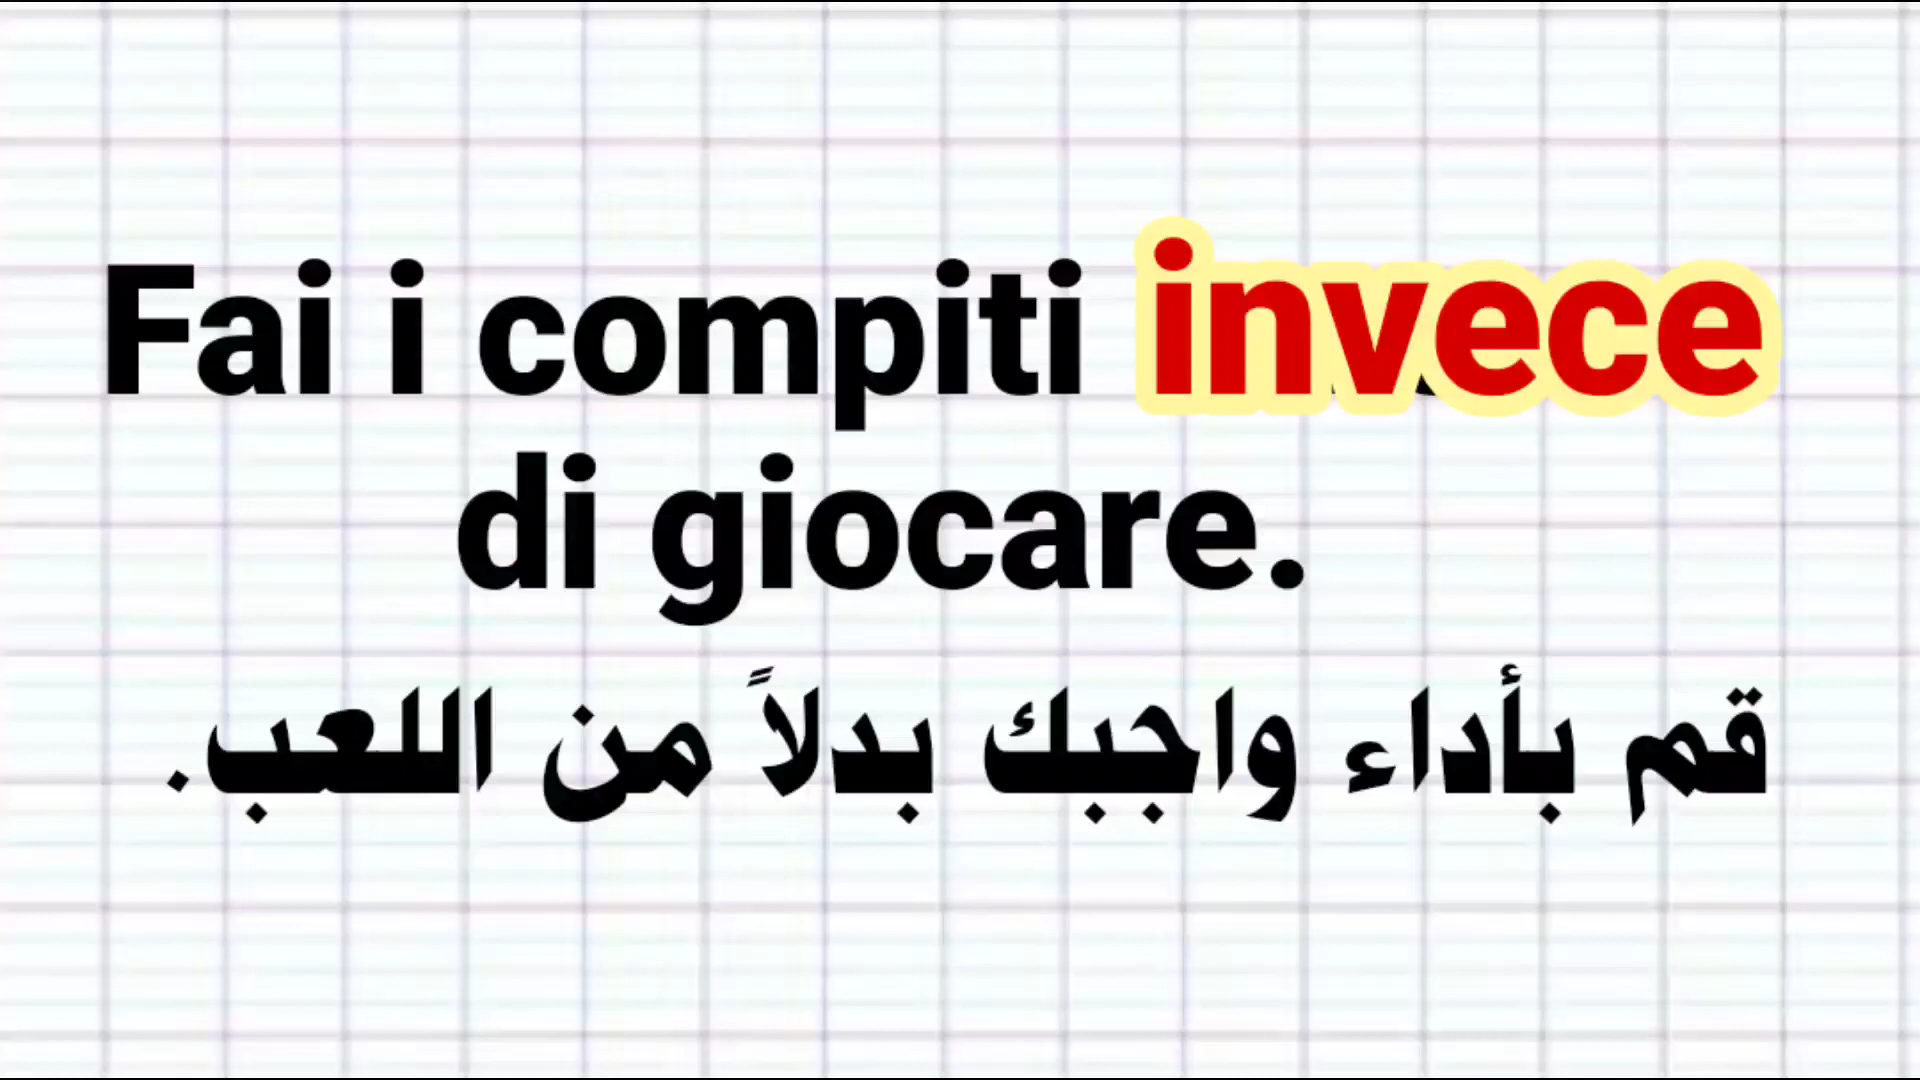 Fai i compiti invece
di giocare.
قم بأداء واجبك بدلاً من اللعب.